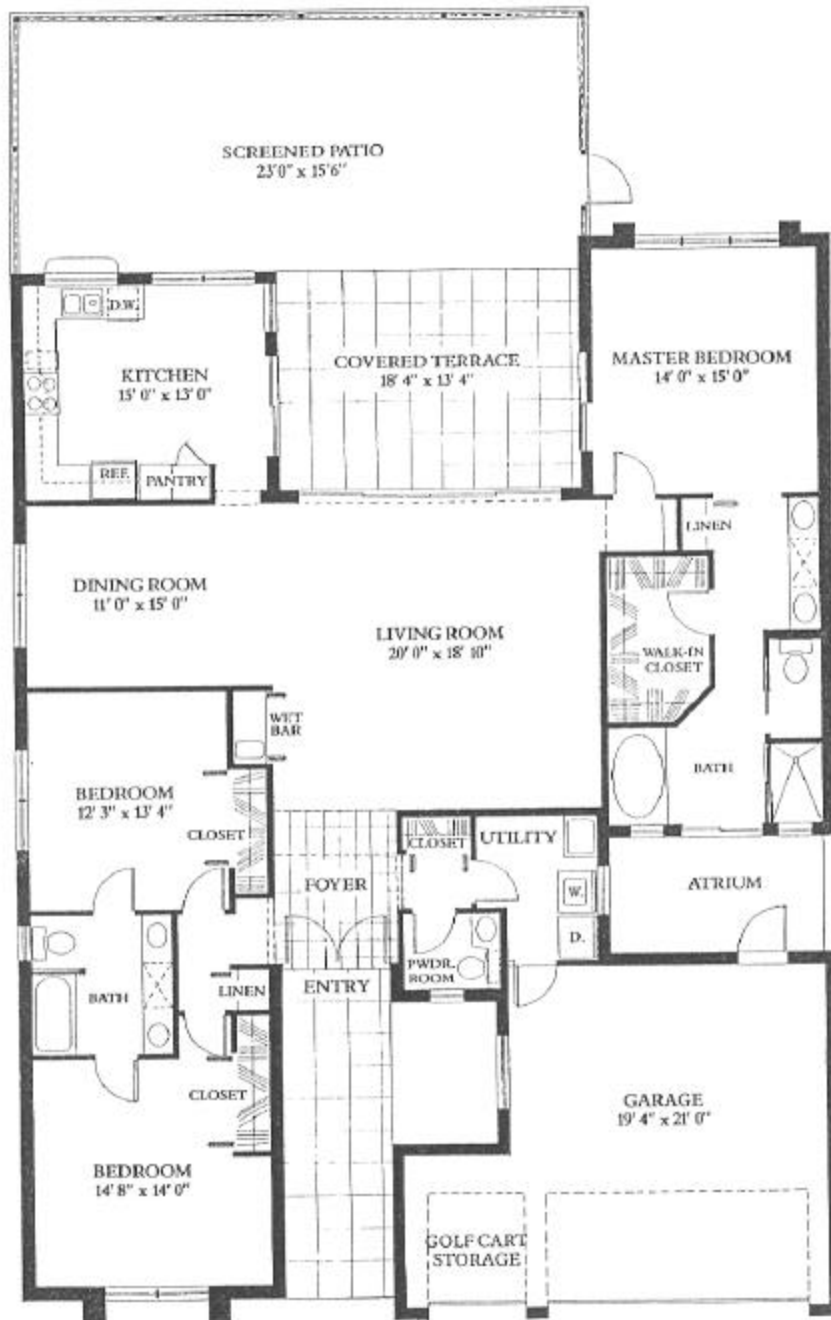 SCREENED PATIO
23'0" x 15'6"
D.W.
KITCHEN
15' 0" x 13' 0"
COVERED TERRACE
18' 4" x 13' 4"
MASTER BEDROOM
14' 0" x 15' 0"
REF.
PANTRY
LINEN
DINING ROOM
11' 0" x 15' 0"
LIVING ROOM
20' 0" x 18' 10"
WALK-IN
CLOSET
WET
BAR
BATH
BEDROOM
12' 3" x 13' 4"
CLOSET
CLOSET
UTILITY
FOYER
W.
ATRIUM
D.
PWDR.
ROOM
BATH
LINEN
ENTRY
CLOSET
GARAGE
19' 4" x 21' 0"
BEDROOM
14' 8" x 14' 0"
GOLF CART
STORAGE